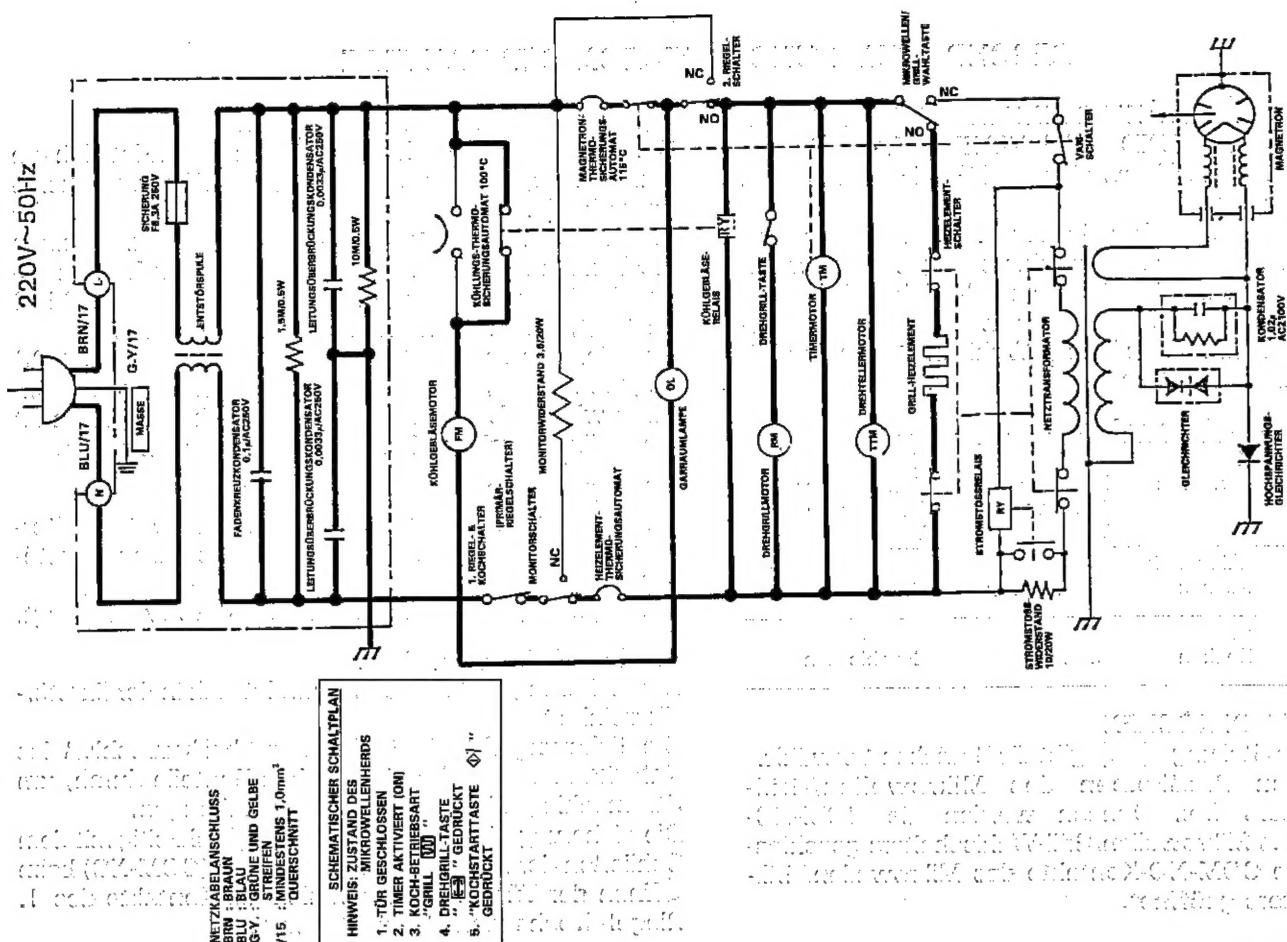 220V~50Hz
BLU/17
BRN/17
G-Y/17
N
L
MASSE
SICHERUNG
F6,3A 250V
ENTSTÖRSPULE
FADENKREUZKONDENSATOR
0,1µ/AC250V
1,5M/0.5W
LEITUNGSÜBERBRÜCKUNGSKONDENSATOR
0,0033µ/AC250V
LEITUNGSÜBERBRÜCKUNGSKONDENSATOR
0,0033µ/AC250V
10M/0.5W
KÜHLGEBLÄSEMOTOR
FM
KÜHLUNGS-THERMO-
SICHERUNGSAUTOMAT 100°C
1. RIEGEL- &
KOCHSCHALTER
(PRIMÄR-
RIEGELSCHALTER)
MONITORSCHALTER
NC
MONITORWIDERSTAND 3,6/20W
HEIZELEMENT-
THERMO-
SICHERUNGSAUTOMAT
MAGNETRON-
THERMO-
SICHERUNGS-
AUTOMAT
115°C
OL
GARRAUMLAMPE
NC
NO
2. RIEGEL-
SCHALTER
KÜHLGEBLÄSE-
RELAIS
RY
DREHGRILL-TASTE
DREHGRILLMOTOR
RM
TIMERMOTOR
TM
DREHTELLERMOTOR
TTM
MIKROWELLEN/
GRILL-
WAHLTASTE
NC
NO
HEIZELEMENT-
SCHALTER
GRILL-HEIZELEMENT
STROMSTOSSRELAIS
RY
STROMSTOSS-
WIDERSTAND
10/20W
VARI-
SCHALTER
NETZTRANSFORMATOR
GLEICHRICHTER
HOCHSPANNUNGS-
GLEICHRICHTER
KONDENSATOR
1,02µ
AC2100V
MAGNETRON
NETZKABELANSCHLUSS
BRN : BRAUN
BLU : BLAU
G-Y. : GRÜNE UND GELBE
STREIFEN
/15 : MINDESTENS 1,0mm²
QUERSCHNITT
SCHEMATISCHER SCHALTPLAN
HINWEIS: ZUSTAND DES
MIKROWELLENHERDS
1. TÜR GESCHLOSSEN
2. TIMER AKTIVIERT (ON)
3. KOCH-BETRIEBSART
"GRILL "
4. DREHGRILL-TASTE
" " GEDRÜCKT
5. "KOCHSTARTTASTE "
GEDRÜCKT